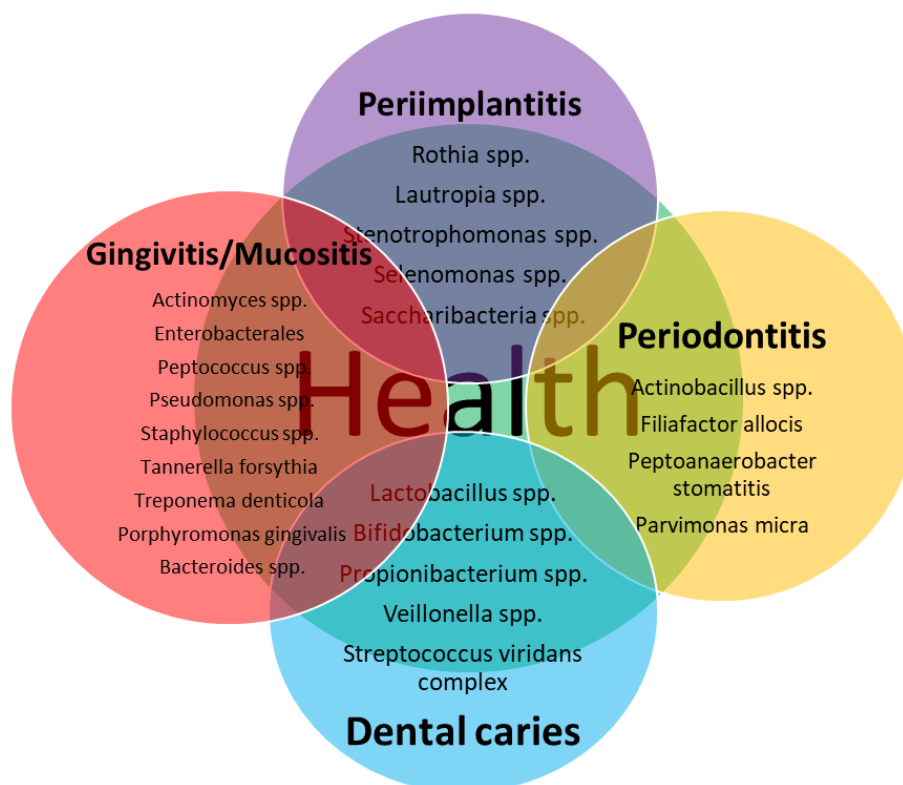 Periimplantitis
Rothia spp.
Lautropia spp.
Stenotrophomonas spp.
Selenomonas spp.
Saccharibacteria spp.
Gingivitis/Mucositis
Actinomyces spp.
Enterobacterales
Peptococcus spp.
Pseudomonas spp.
Staphylococcus spp.
Tannerella forsythia
Treponema denticola
Porphyromonas gingivalis
Bacteroides spp.
Health
Periodontitis
Actinobacillus spp.
Filiafactor allocis
Peptoanaerobacter
stomatitis
Parvimonas micra
Lactobacillus spp.
Bifidobacterium spp.
Propionibacterium spp.
Veillonella spp.
Streptococcus viridans
complex
Dental caries